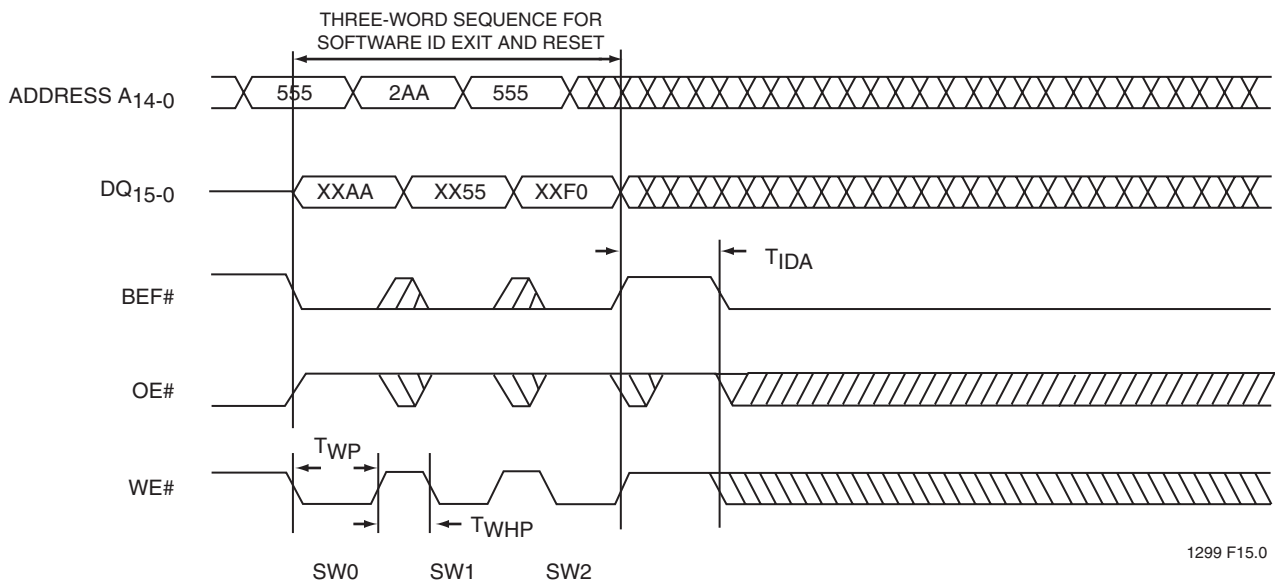 THREE-WORD SEQUENCE FOR
SOFTWARE ID EXIT AND RESET
ADDRESS A14-0
555 2AA 555
DQ15-0
XXAA XX55 XXF0
TIDA
BEF#
OE#
TWP
WE#
TWHP
SW0 SW1 SW2
1299 F15.0